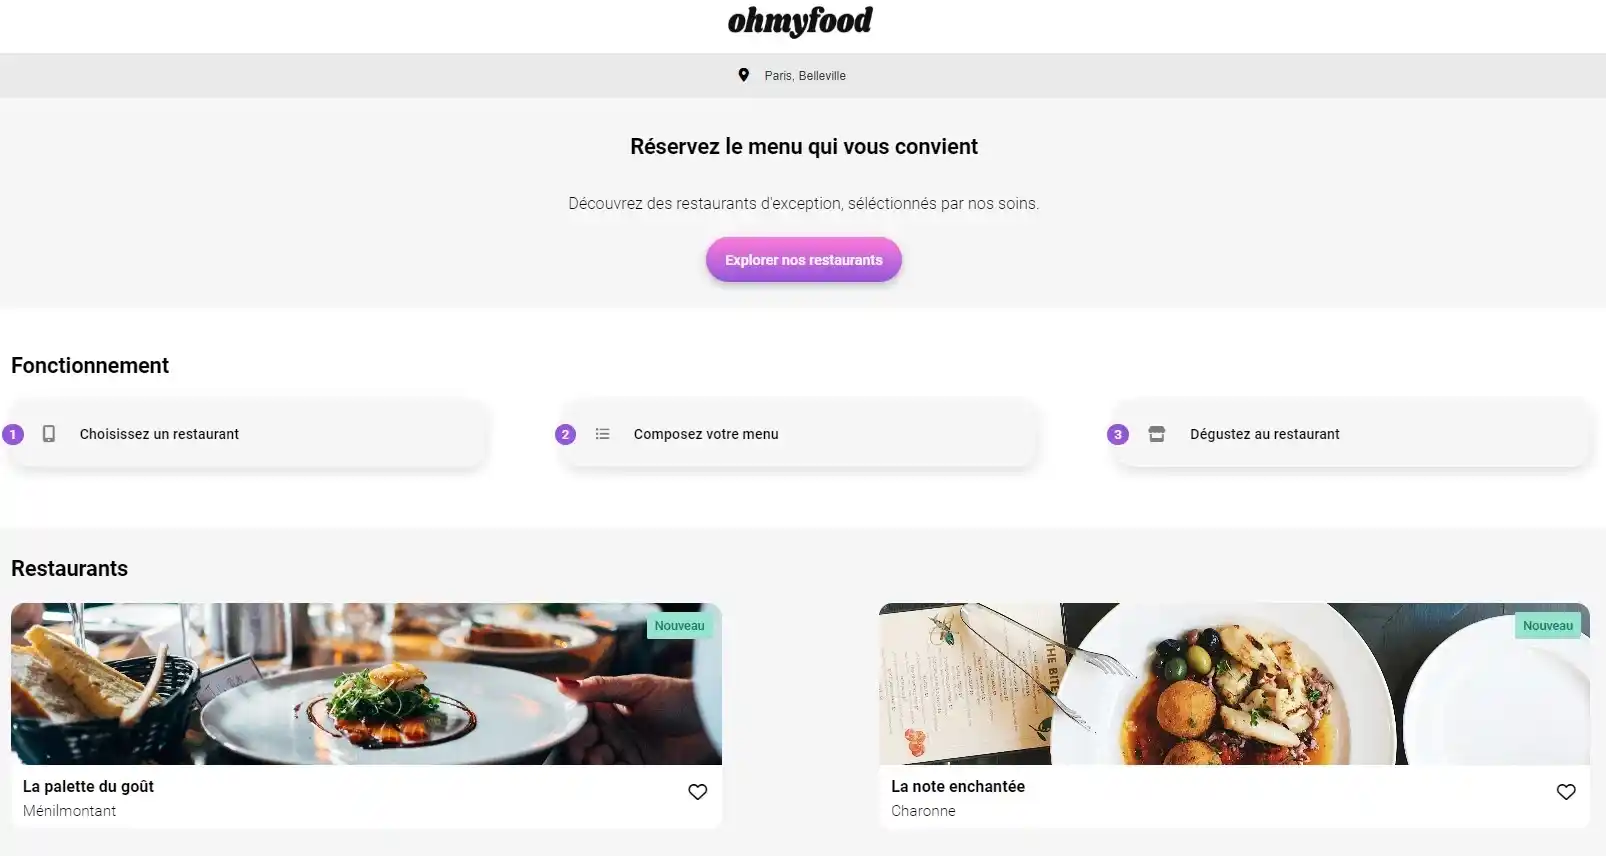 ohmyfood
Paris, Belleville
Réservez le menu qui vous convient
Découvrez des restaurants d'exception, séléctionnés par nos soins.
Explorer nos restaurants
Fonctionnement
1 Choisissez un restaurant
2 Composez votre menu
3 Dégustez au restaurant
Restaurants
Nouveau
La palette du goût
Ménilmontant
Nouveau
THE BITE
La note enchantée
Charonne